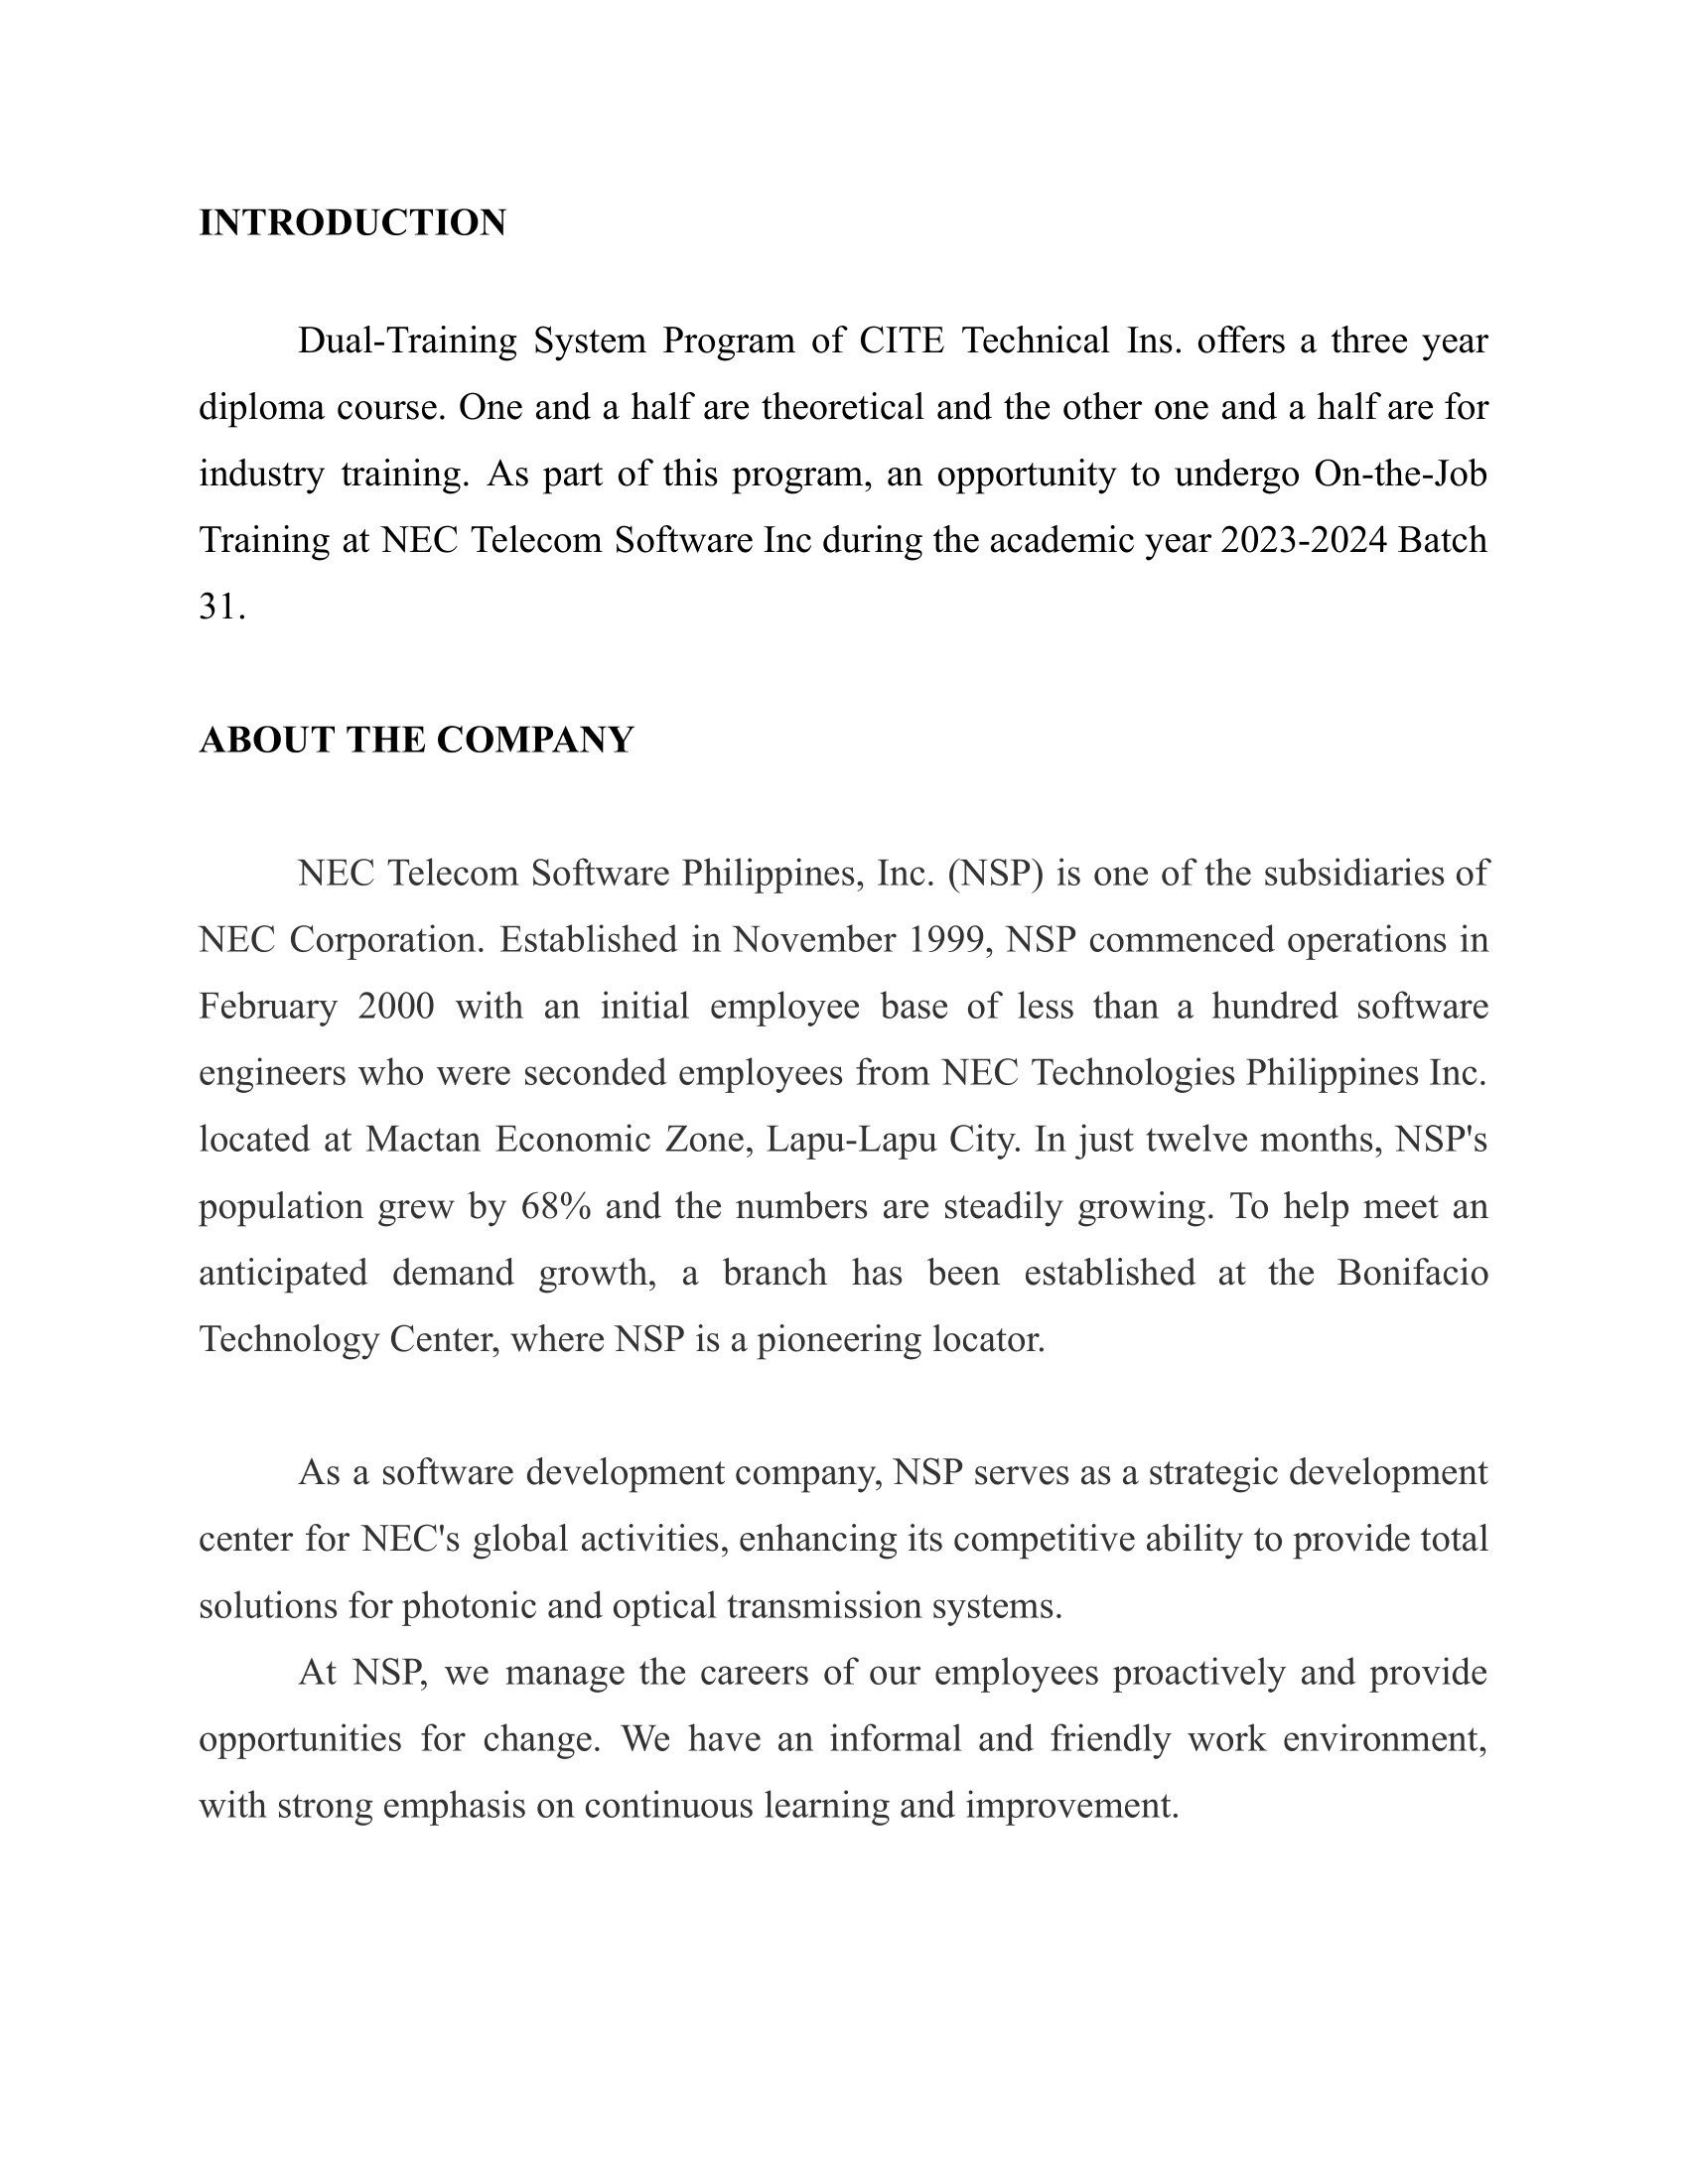 INTRODUCTION
Dual-Training System Program of CITE Technical Ins. offers a three year
diploma course. One and a half are theoretical and the other one and a half are for
industry training. As part of this program, an opportunity to undergo On-the-Job
Training at NEC Telecom Software Inc during the academic year 2023-2024 Batch
31.
ABOUT THE COMPANY
NEC Telecom Software Philippines, Inc. (NSP) is one of the subsidiaries of
NEC Corporation. Established in November 1999, NSP commenced operations in
February 2000 with an initial employee base of less than a hundred software
engineers who were seconded employees from NEC Technologies Philippines Inc.
located at Mactan Economic Zone, Lapu-Lapu City. In just twelve months, NSP's
population grew by 68% and the numbers are steadily growing. To help meet an
anticipated demand growth, a branch has been established at the Bonifacio
Technology Center, where NSP is a pioneering locator.
As a software development company, NSP serves as a strategic development
center for NEC's global activities, enhancing its competitive ability to provide total
solutions for photonic and optical transmission systems.
At NSP, we manage the careers of our employees proactively and provide
opportunities for change. We have an informal and friendly work environment,
with strong emphasis on continuous learning and improvement.